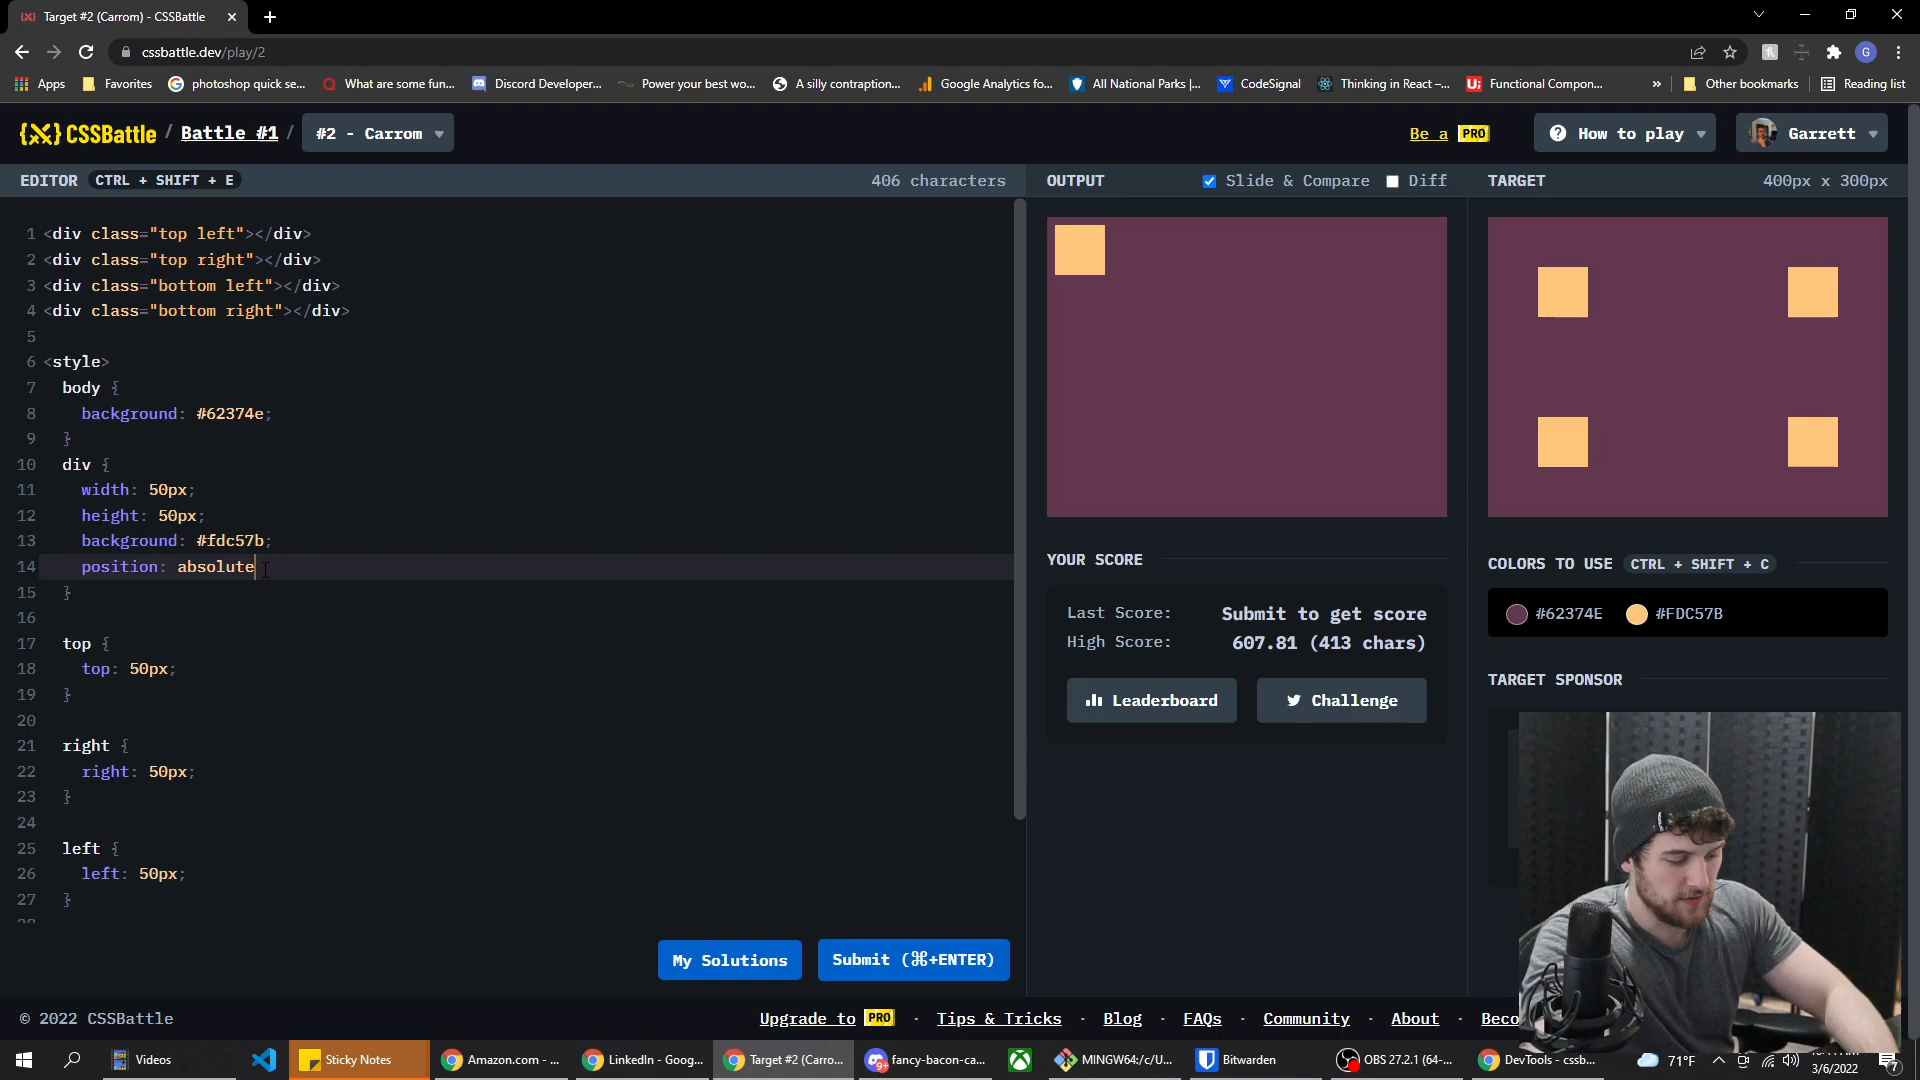 Target #2 (Carrom) - CSSBattle
cssbattle.dev/play/2
G
Apps
Favorites
photoshop quick se...
What are some fun...
Discord Developer...
Power your best wo...
A silly contraption...
Google Analytics fo...
All National Parks |...
CodeSignal
Thinking in React –...
Functional Compon...
»
Other bookmarks
Reading list
CSSBattle / Battle #1 / #2 - Carrom
Be a PRO
How to play
Garrett
EDITOR CTRL + SHIFT + E
406 characters
OUTPUT
Slide & Compare
Diff
TARGET
400px x 300px
1 <div class="top left"></div>
2 <div class="top right"></div>
3 <div class="bottom left"></div>
4 <div class="bottom right"></div>
5
6 <style>
7 body {
8 background: #62374e;
9 }
10 div {
11 width: 50px;
12 height: 50px;
13 background: #fdc57b;
14 position: absolute
15 }
16
17 top {
18 top: 50px;
19 }
20
21 right {
22 right: 50px;
23 }
24
25 left {
26 left: 50px;
27 }
28
YOUR SCORE
Last Score: Submit to get score
High Score: 607.81 (413 chars)
Leaderboard
Challenge
COLORS TO USE CTRL + SHIFT + C
#62374E
#FDC57B
TARGET SPONSOR
My Solutions
Submit (⌘+ENTER)
© 2022 CSSBattle
Upgrade to PRO · Tips & Tricks · Blog · FAQs · Community · About · Beco
Videos
Sticky Notes
Amazon.com - ...
LinkedIn - Goog...
Target #2 (Carro...
9+
fancy-bacon-ca...
MINGW64:/c/U...
Bitwarden
OBS 27.2.1 (64-...
DevTools - cssb...
71°F
3/6/2022
7